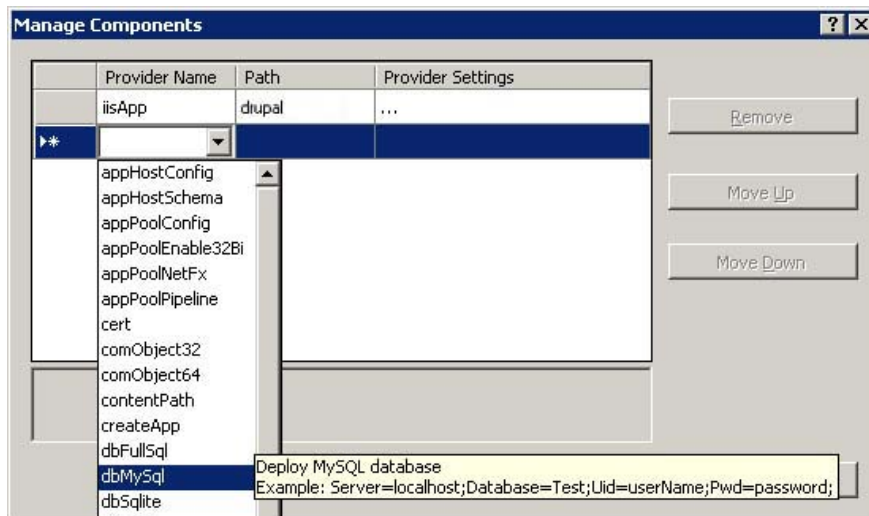 Manage Components
Provider Name Path Provider Settings
iisApp drupal ...
Remove
Move Up
Move Down
appHostConfig
appHostSchema
appPoolConfig
appPoolEnable32Bi
appPoolNetFx
appPoolPipeline
cert
comObject32
comObject64
contentPath
createApp
dbFullSql
dbMySql
dbSqlite
Deploy MySQL database
Example: Server=localhost;Database=Test;Uid=userName;Pwd=password;